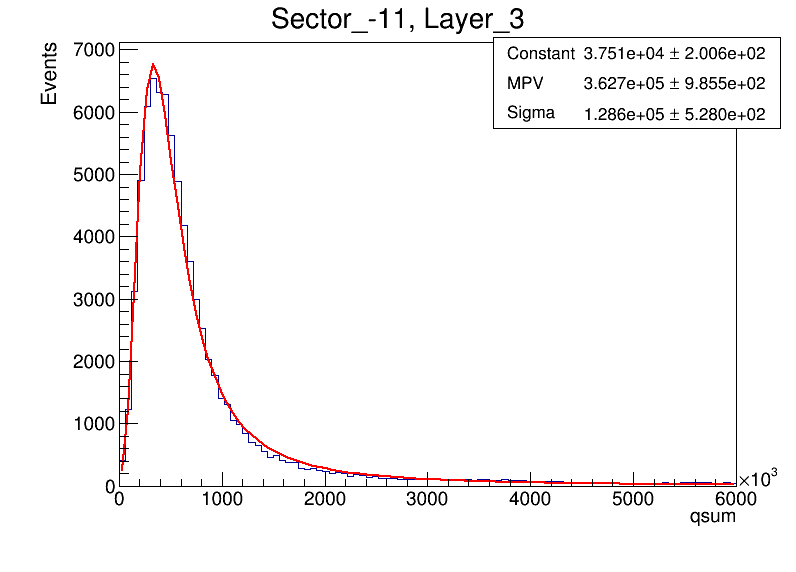 Sector_-11, Layer_3
Constant 3.751e+04 ± 2.006e+02
MPV 3.627e+05 ± 9.855e+02
Sigma 1.286e+05 ± 5.280e+02
Events
7000
6000
5000
4000
3000
2000
1000
0
0 1000 2000 3000 4000 5000 6000
×10³
qsum